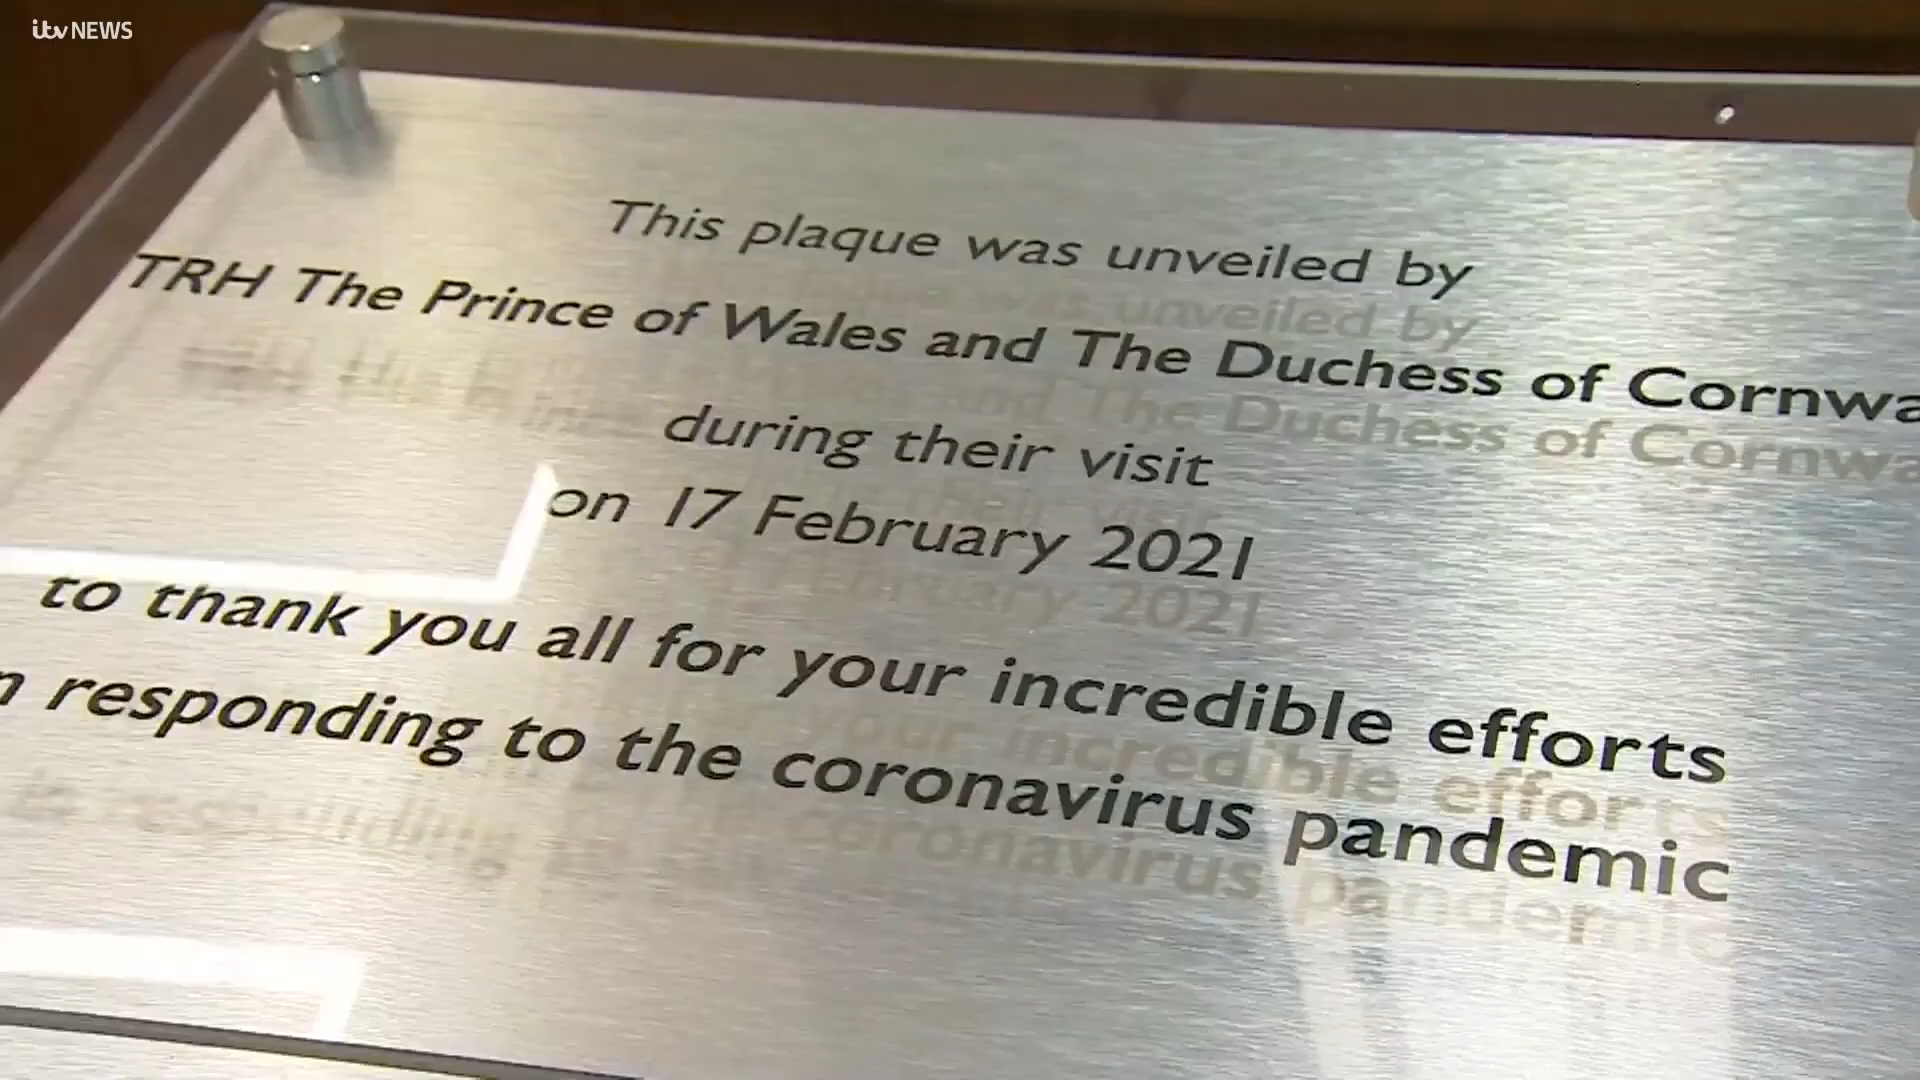 itv NEWS
This plaque was unveiled by
TRH The Prince of Wales and The Duchess of Cornwa
during their visit
on 17 February 2021
to thank you all for your incredible efforts
n responding to the coronavirus pandemic